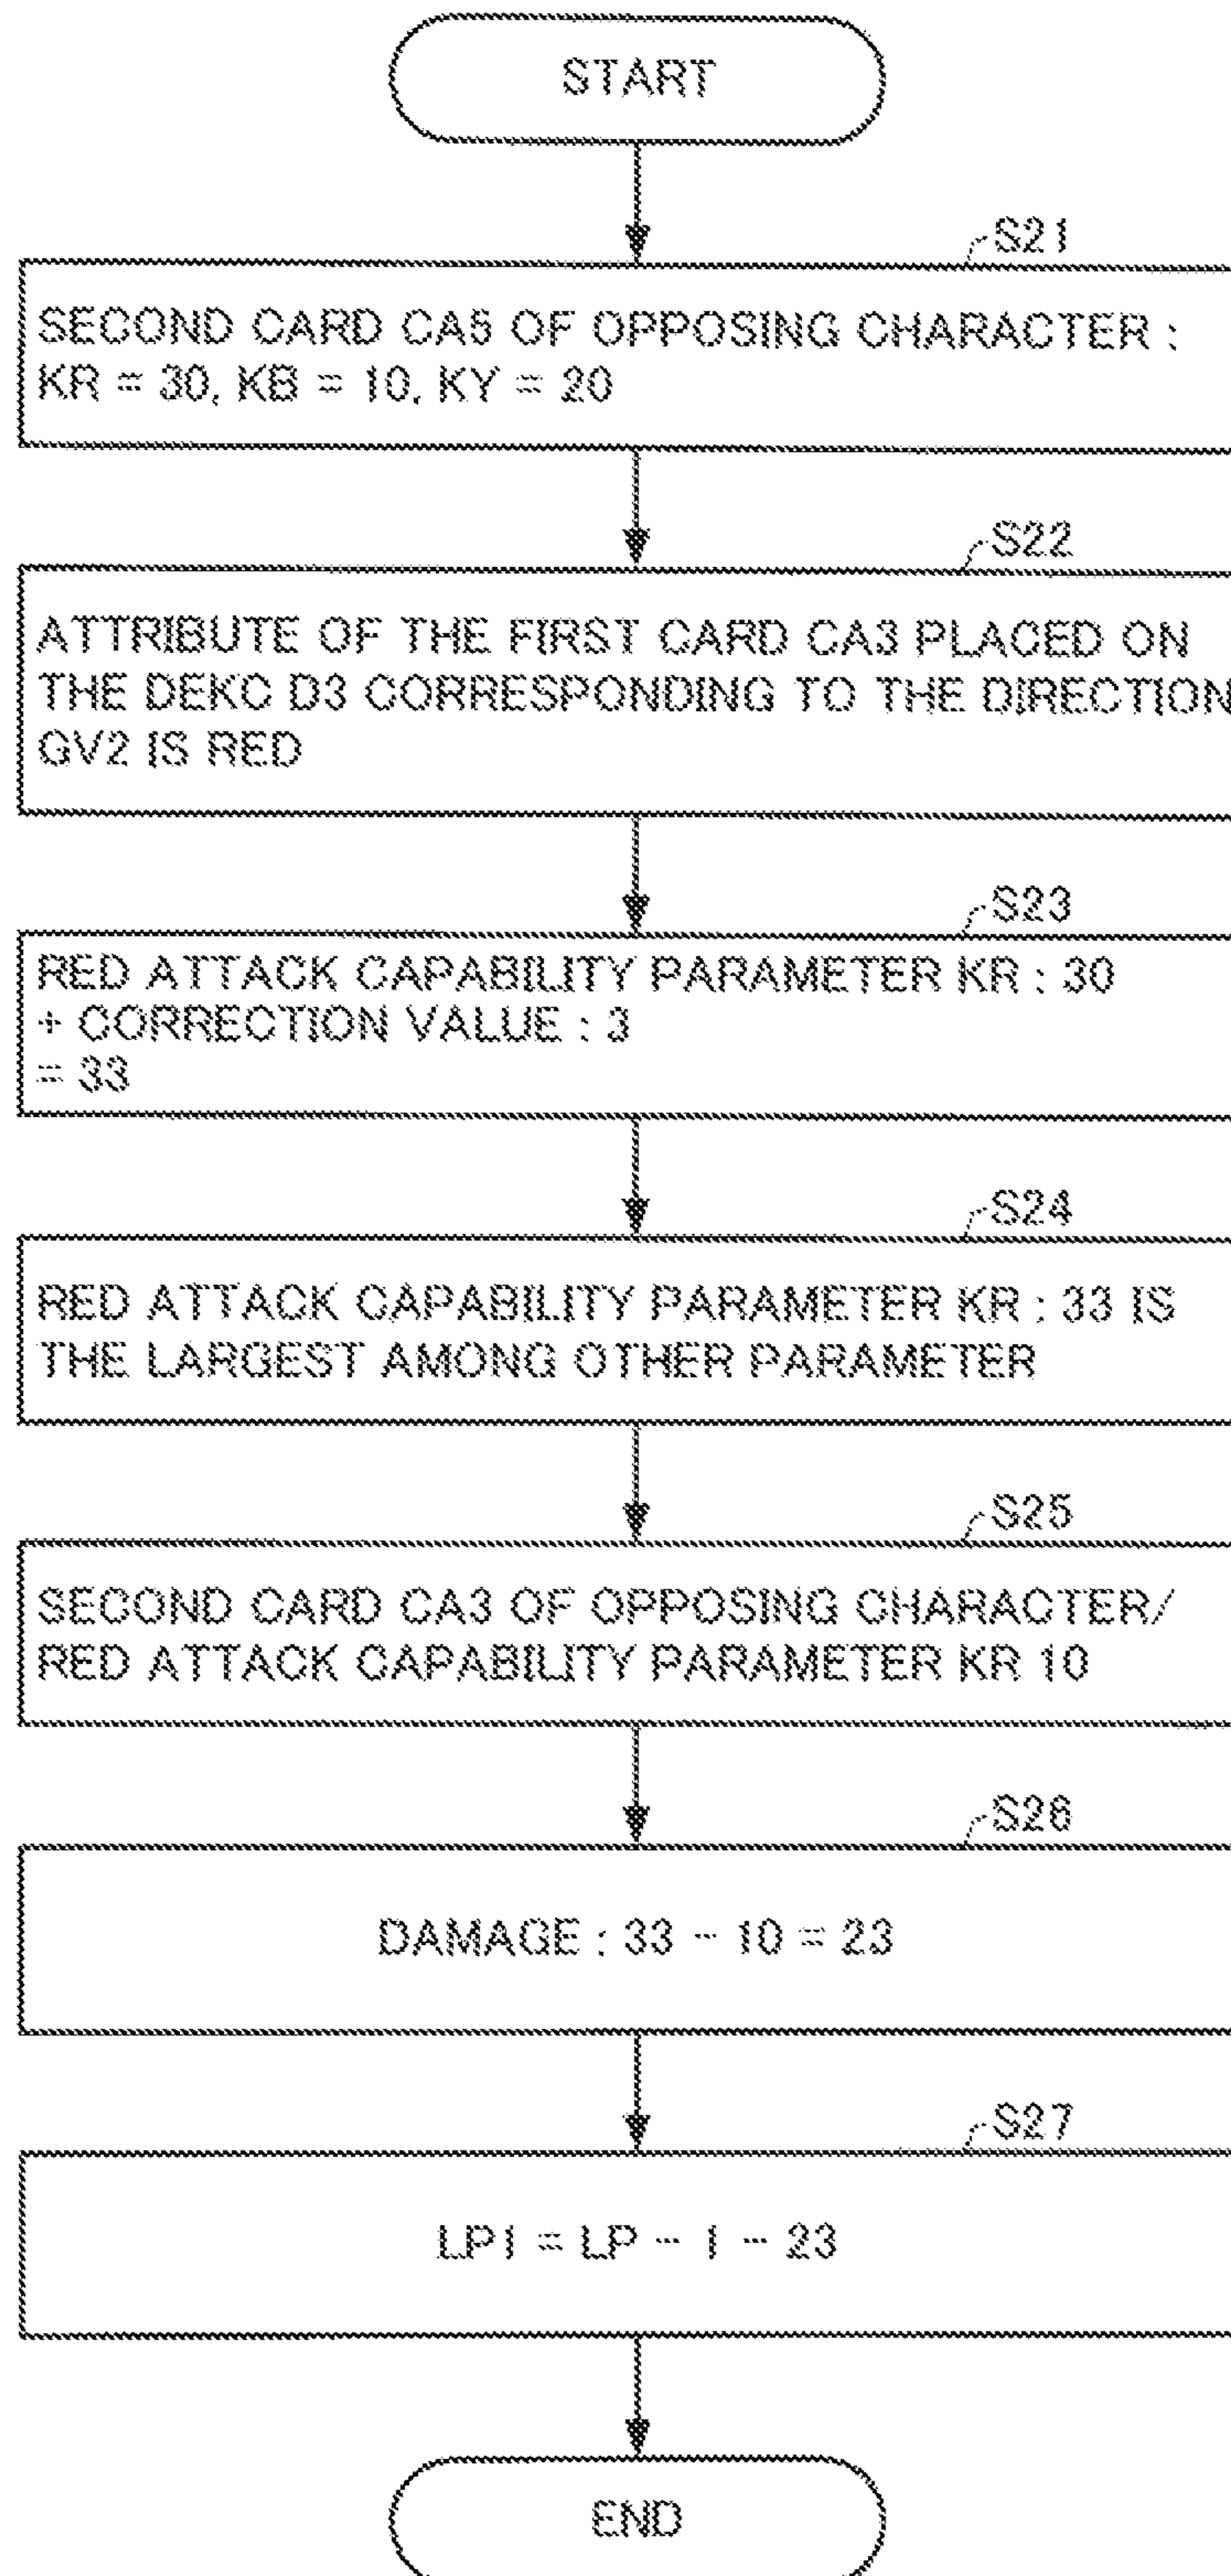 START
S21
SECOND CARD CA5 OF OPPOSING CHARACTER :
KR = 30, KB = 10, KY = 20
S22
ATTRIBUTE OF THE FIRST CARD CA3 PLACED ON
THE DEKC D3 CORRESPONDING TO THE DIRECTION
GV2 IS RED
S23
RED ATTACK CAPABILITY PARAMETER KR : 30
+ CORRECTION VALUE : 3
= 33
S24
RED ATTACK CAPABILITY PARAMETER KR : 33 IS
THE LARGEST AMONG OTHER PARAMETER
S25
SECOND CARD CA3 OF OPPOSING CHARACTER/
RED ATTACK CAPABILITY PARAMETER KR 10
S26
DAMAGE : 33 - 10 = 23
S27
LP1 = LP - 1 - 23
END